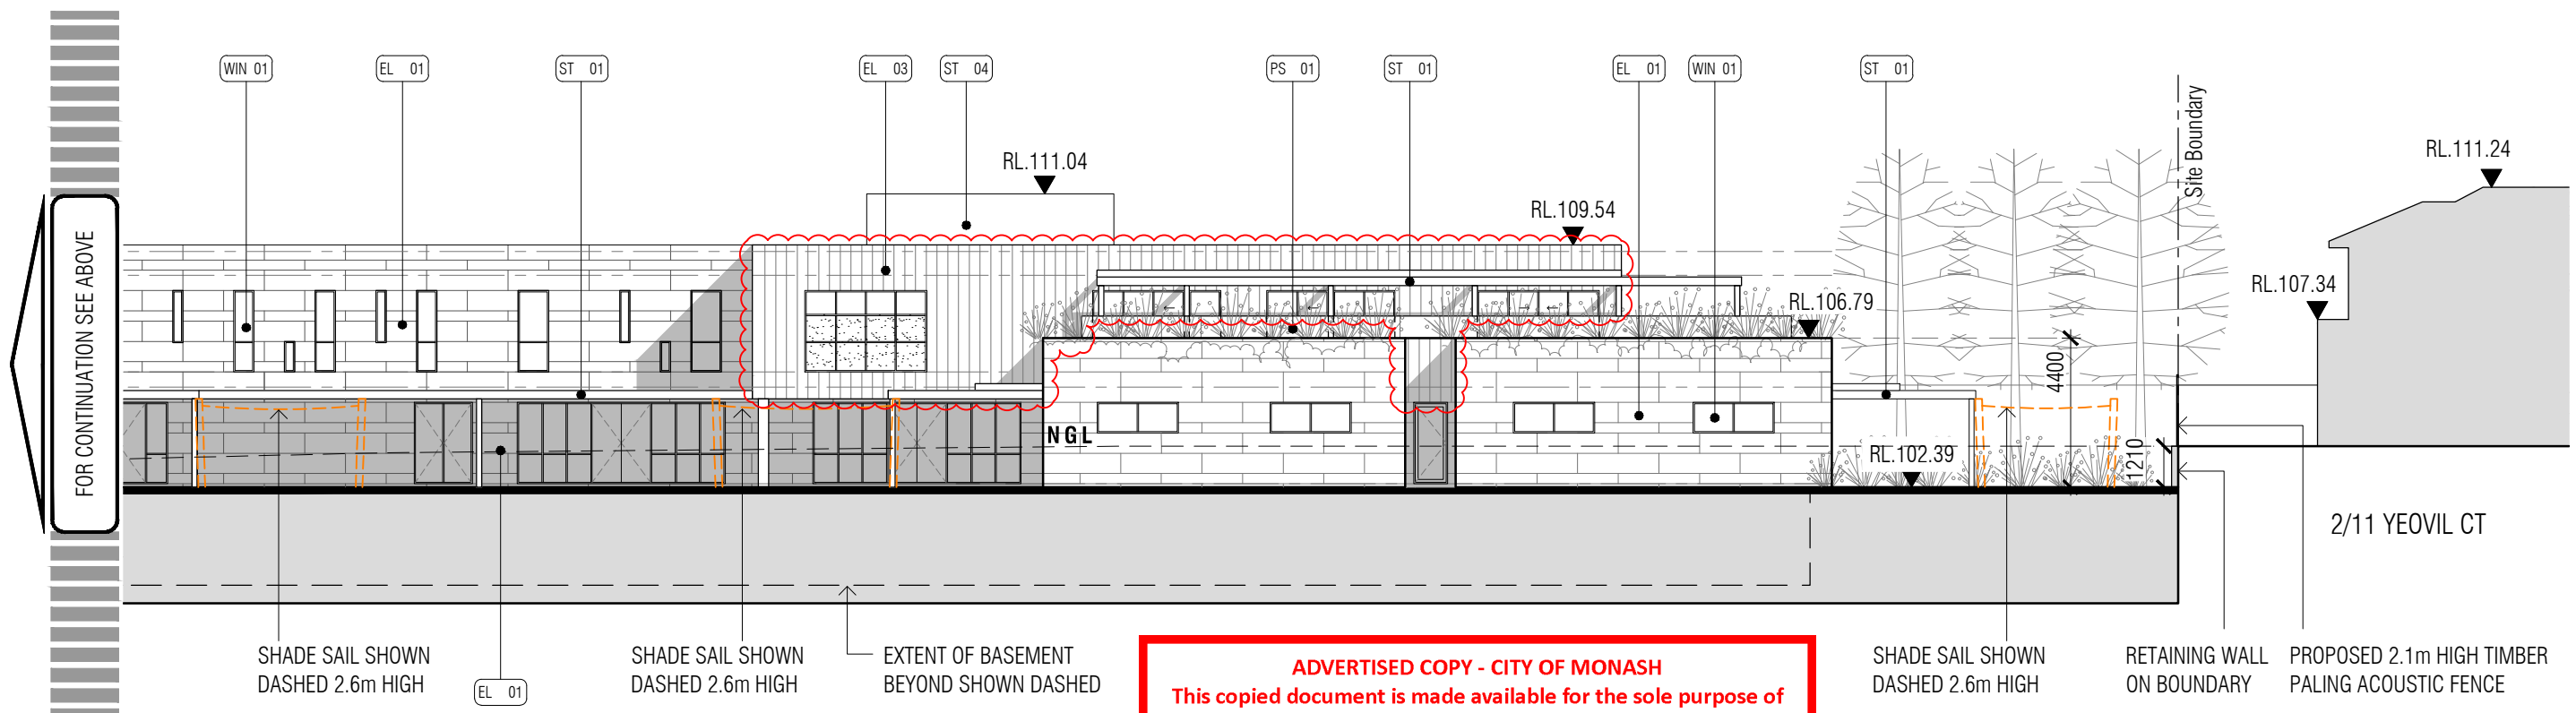 WIN 01
EL 01
ST 01
EL 03
ST 04
PS 01
ST 01
EL 01
WIN 01
ST 01
Site Boundary
RL.111.04
RL.109.54
RL.111.24
RL.107.34
RL.106.79
FOR CONTINUATION SEE ABOVE
4400
NGL
RL.102.39
1210
2/11 YEOVIL CT
SHADE SAIL SHOWN
DASHED 2.6m HIGH
EL 01
SHADE SAIL SHOWN
DASHED 2.6m HIGH
EXTENT OF BASEMENT
BEYOND SHOWN DASHED
ADVERTISED COPY - CITY OF MONASH
This copied document is made available for the sole purpose of
SHADE SAIL SHOWN
DASHED 2.6m HIGH
RETAINING WALL
ON BOUNDARY
PROPOSED 2.1m HIGH TIMBER
PALING ACOUSTIC FENCE